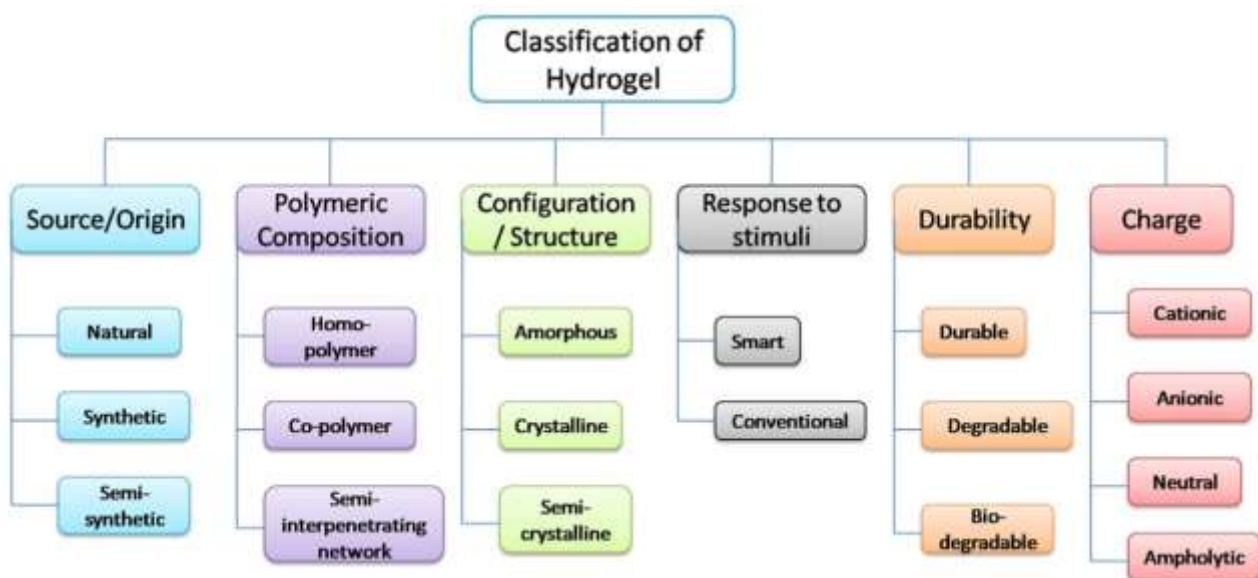 Classification of
Hydrogel
Source/Origin
Polymeric
Composition
Configuration
/ Structure
Response to
stimuli
Durability
Charge
Natural
Synthetic
Semi-
synthetic
Homo-
polymer
Co-polymer
Semi-
interpenetrating
network
Amorphous
Crystalline
Semi-
crystalline
Smart
Conventional
Durable
Degradable
Bio-
degradable
Cationic
Anionic
Neutral
Ampholytic